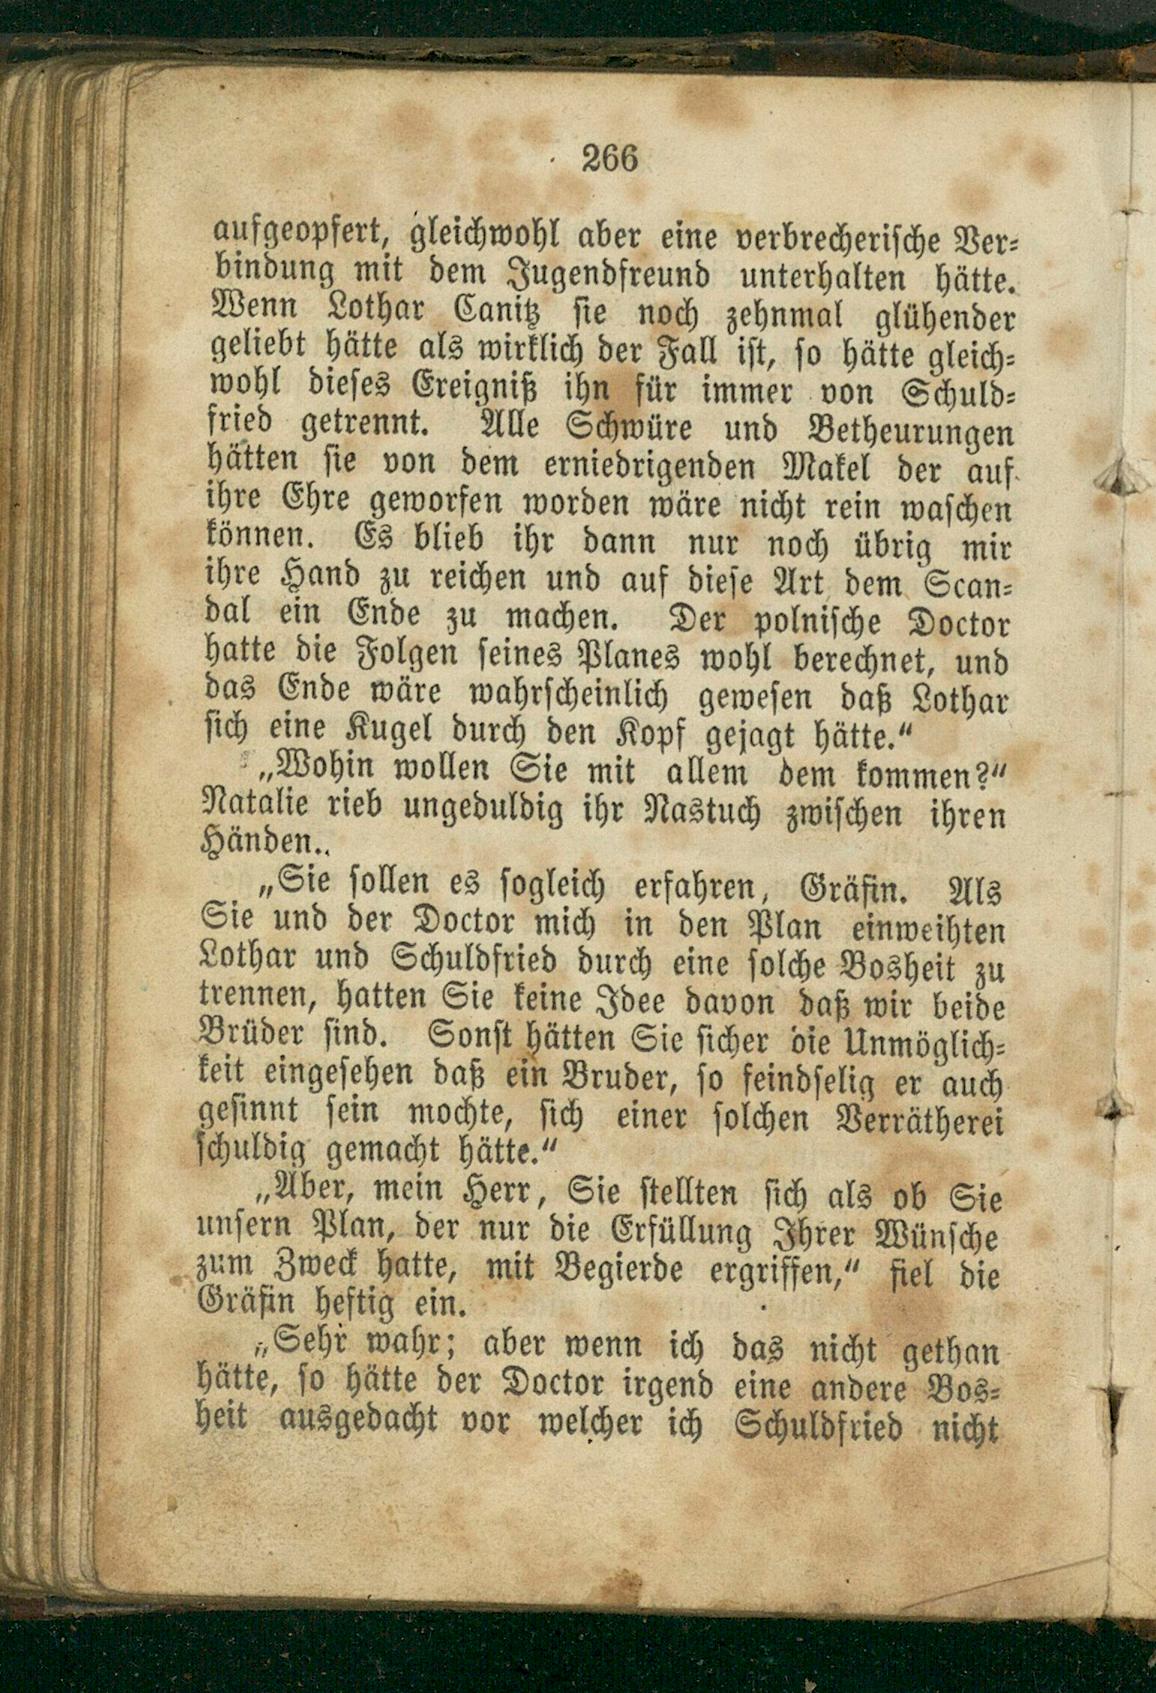 266
aufgeopfert, gleichwohl aber eine verbrecherische Ver-
bindung mit dem Jugendfreund unterhalten hätte.
Wenn Lothar Canitz sie noch zehnmal glühender
geliebt hätte als wirklich der Fall ist, so hätte gleich-
wohl dieses Ereigniß ihn für immer von Schuld-
fried getrennt. Alle Schwüre und Betheurungen
hätten sie von dem erniedrigenden Makel der auf
ihre Ehre geworfen worden wäre nicht rein waschen
können. Es blieb ihr dann nur noch übrig mir
ihre Hand zu reichen und auf diese Art dem Scan-
dal ein Ende zu machen. Der polnische Doctor
hatte die Folgen seines Planes wohl berechnet, und
das Ende wäre wahrscheinlich gewesen daß Lothar
sich eine Kugel durch den Kopf gejagt hätte.“
„Wohin wollen Sie mit allem dem kommen?“
Natalie rieb ungeduldig ihr Nastuch zwischen ihren
Händen..
„Sie sollen es sogleich erfahren, Gräfin. Als
Sie und der Doctor mich in den Plan einweihten
Lothar und Schuldfried durch eine solche Bosheit zu
trennen, hatten Sie keine Idee davon daß wir beide
Brüder sind. Sonst hätten Sie sicher die Unmöglich-
keit eingesehen daß ein Bruder, so feindselig er auch
gesinnt sein mochte, sich einer solchen Verrätherei
schuldig gemacht hätte.“
„Aber, mein Herr, Sie stellten sich als ob Sie
unsern Plan, der nur die Erfüllung Ihrer Wünsche
zum Zweck hatte, mit Begierde ergriffen,“ fiel die
Gräfin heftig ein.
„Sehr wahr; aber wenn ich das nicht gethan
hätte, so hätte der Doctor irgend eine andere Bos-
heit ausgedacht vor welcher ich Schuldfried nicht